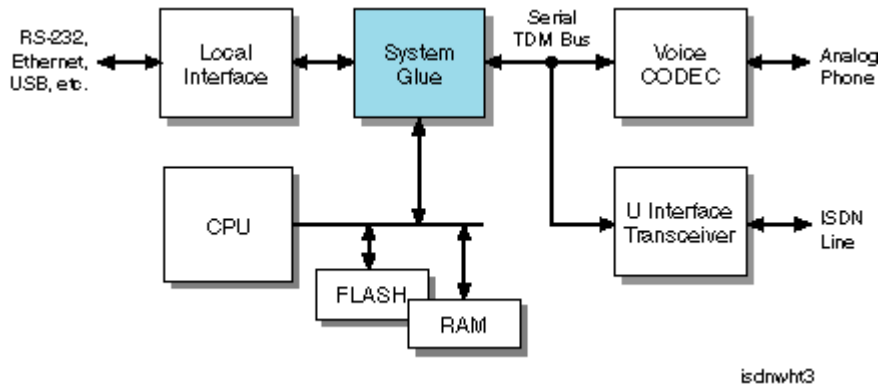 RS-232,
Ethernet,
USB, etc.
Local
Interface
System
Glue
Serial
TDM Bus
Voice
CODEC
Analog
Phone
CPU
U Interface
Transceiver
ISDN
Line
FLASH
RAM
isdnwht3